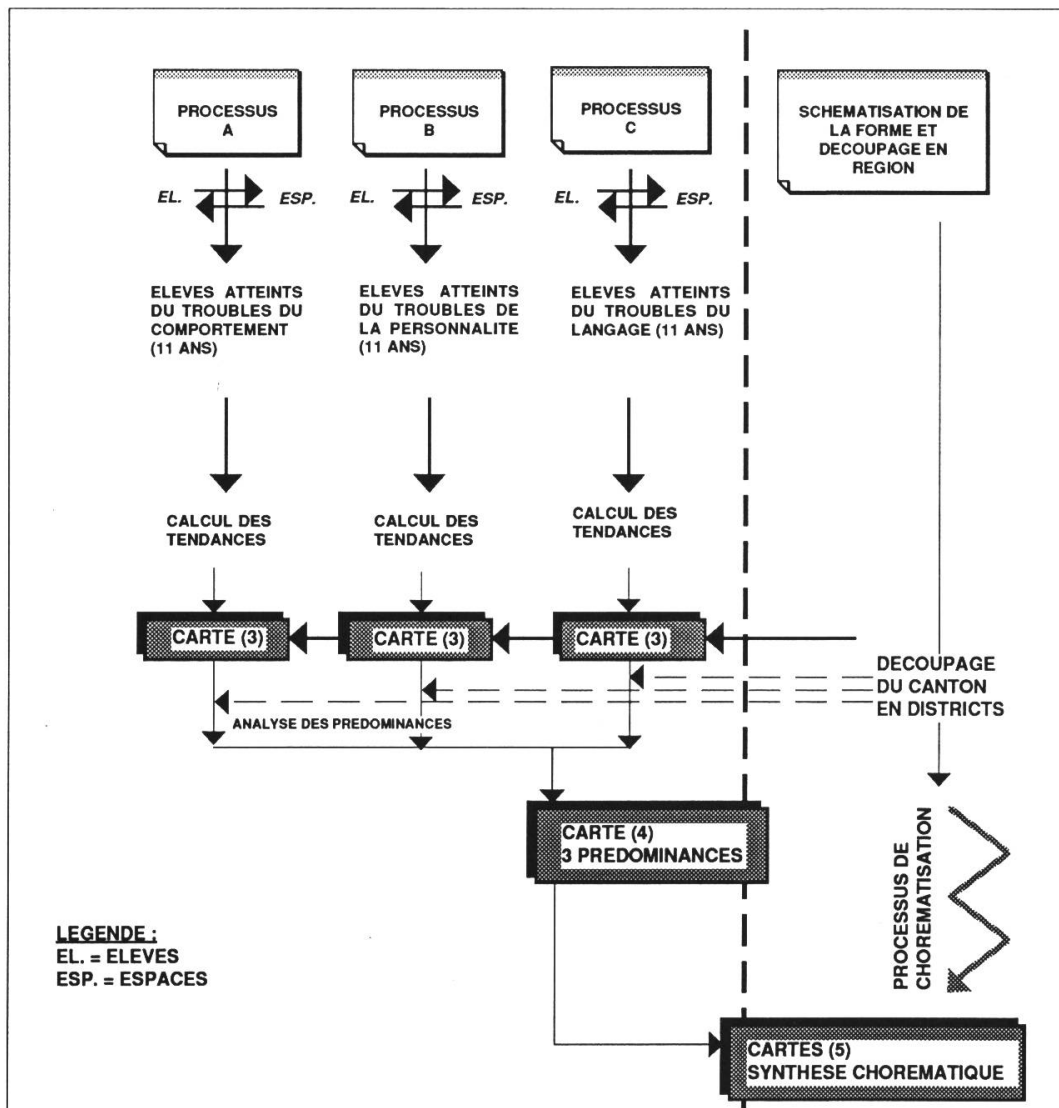 PROCESSUS
A
PROCESSUS
B
PROCESSUS
C
SCHEMATISATION DE
LA FORME ET
DECOUPAGE EN
REGION
EL.
ESP.
EL.
ESP.
EL.
ESP.
ELEVES ATTEINTS
DU TROUBLES DU
COMPORTEMENT
(11 ANS)
ELEVES ATTEINTS
DU TROUBLES DE
LA PERSONNALITE
(11 ANS)
ELEVES ATTEINTS
DU TROUBLES DU
LANGAGE (11 ANS)
CALCUL DES
TENDANCES
CALCUL DES
TENDANCES
CALCUL DES
TENDANCES
CARTE (3)
CARTE (3)
CARTE (3)
DECOUPAGE
DU CANTON
EN DISTRICTS
ANALYSE DES PREDOMINANCES
CARTE (4)
3 PREDOMINANCES
PROCESSUS DE
CHOREMATISATION
LEGENDE :
EL. = ELEVES
ESP. = ESPACES
CARTES (5)
SYNTHESE CHOREMATIQUE